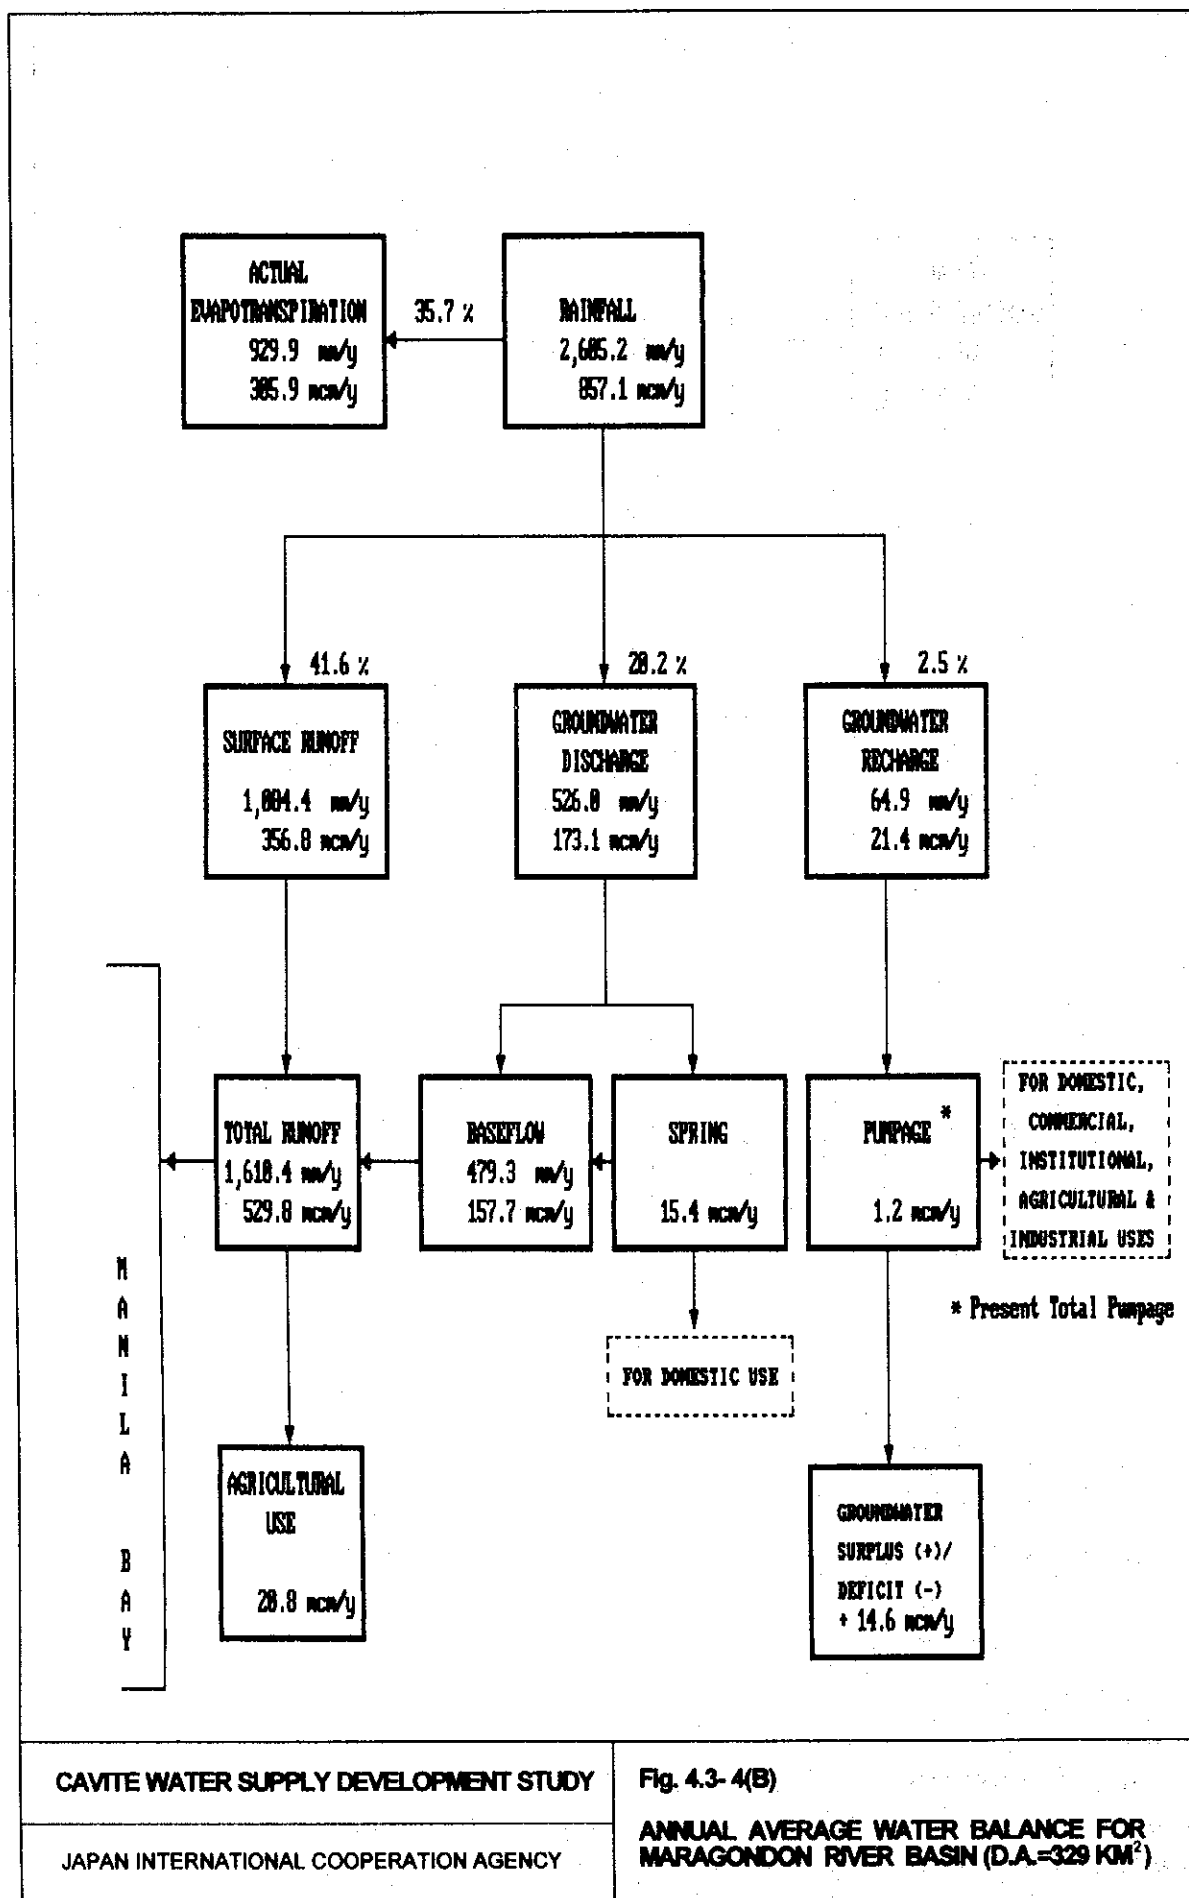 ACTUAL
EVAPOTRANSPIRATION
929.9 mm/y
305.9 mcm/y
35.7 %
RAINFALL
2,605.2 mm/y
857.1 mcm/y
41.6 %
20.2 %
2.5 %
SURFACE RUNOFF
1,084.4 mm/y
356.8 mcm/y
GROUNDWATER
DISCHARGE
526.0 mm/y
173.1 mcm/y
GROUNDWATER
RECHARGE
64.9 mm/y
21.4 mcm/y
TOTAL RUNOFF
1,610.4 mm/y
529.8 mcm/y
BASEFLOW
479.3 mm/y
157.7 mcm/y
SPRING
15.4 mcm/y
PUMPAGE *
1.2 mcm/y
FOR DOMESTIC,
COMMERCIAL,
INSTITUTIONAL,
AGRICULTURAL &
INDUSTRIAL USES
* Present Total Pumpage
MANILA BAY
FOR DOMESTIC USE
AGRICULTURAL
USE
20.8 mcm/y
GROUNDWATER
SURPLUS (+)/
DEFICIT (-)
+ 14.6 mcm/y
CAVITE WATER SUPPLY DEVELOPMENT STUDY
JAPAN INTERNATIONAL COOPERATION AGENCY
Fig. 4.3- 4(B)
ANNUAL AVERAGE WATER BALANCE FOR
MARAGONDON RIVER BASIN (D.A.=329 KM²)